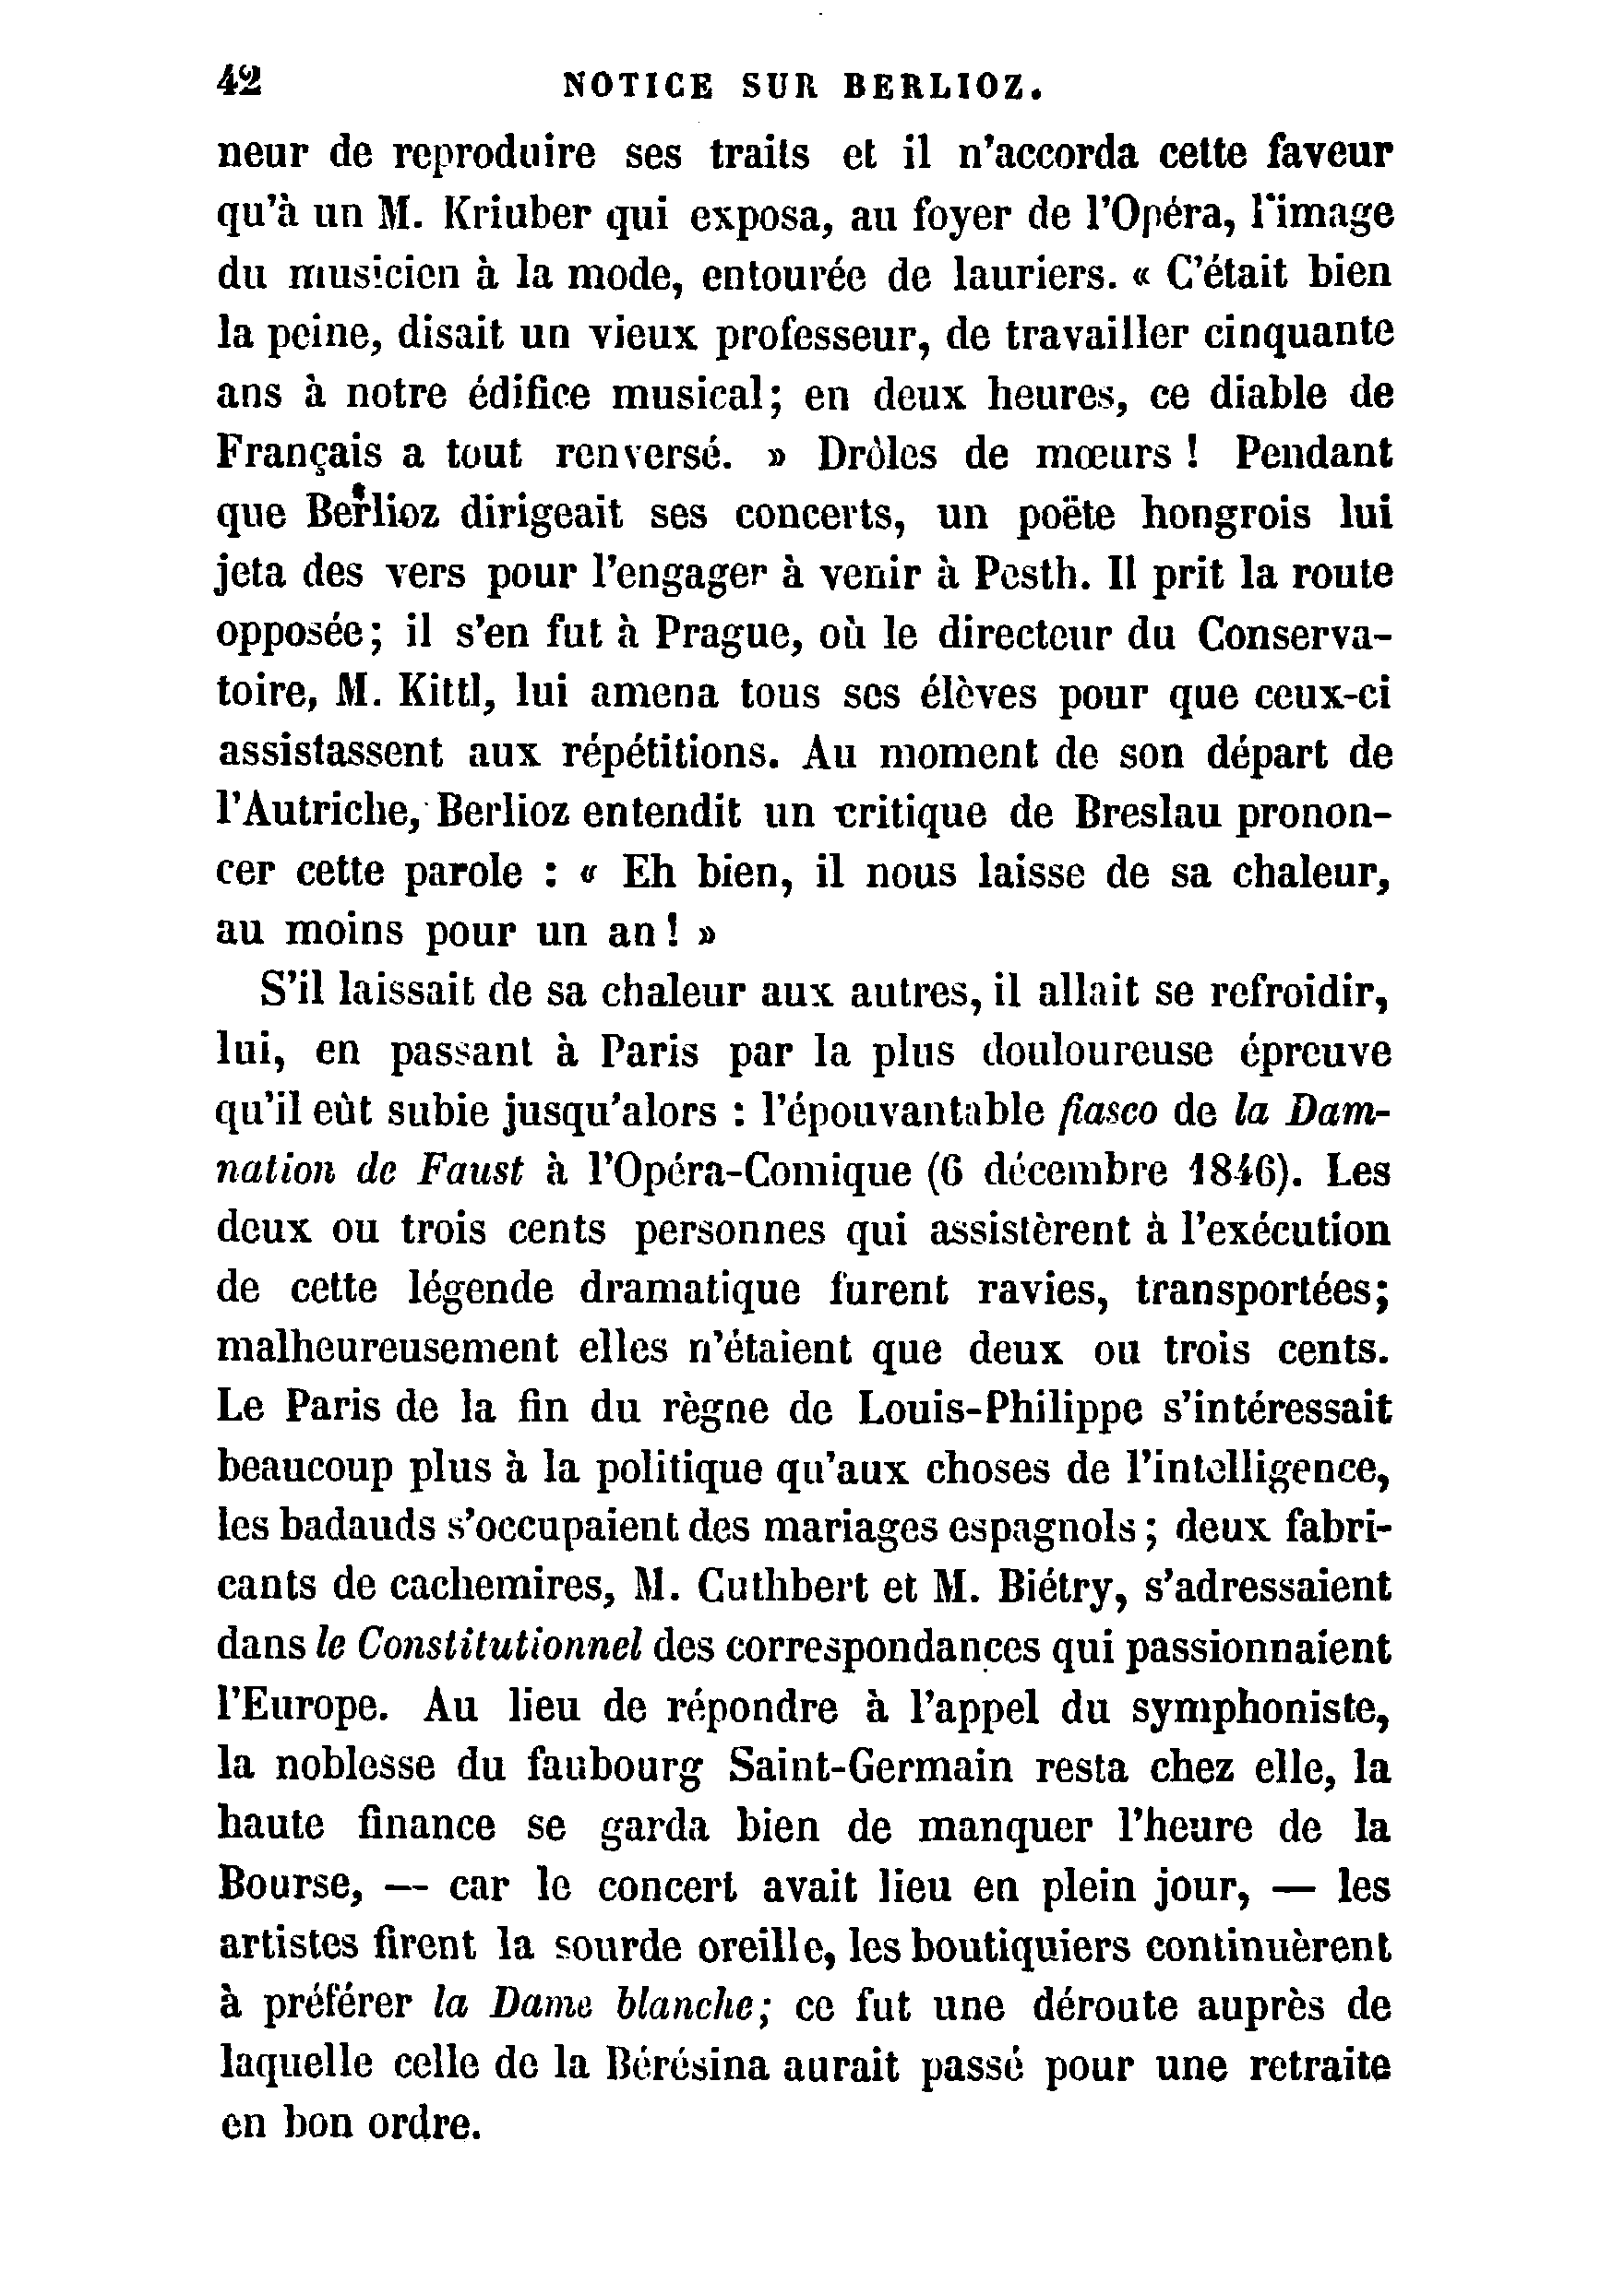 42 NOTICE SUR BERLIOZ.
neur de reproduire ses traits et il n'accorda cette faveur
qu'à un M. Kriuber qui exposa, au foyer de l'Opéra, l'image
du musicien à la mode, entourée de lauriers. « C'était bien
la peine, disait un vieux professeur, de travailler cinquante
ans à notre édifice musical; en deux heures, ce diable de
Français a tout renversé. » Drôles de mœurs ! Pendant
que Berlioz dirigeait ses concerts, un poëte hongrois lui
jeta des vers pour l'engager à venir à Pesth. Il prit la route
opposée; il s'en fut à Prague, où le directeur du Conserva-
toire, M. Kittl, lui amena tous ses élèves pour que ceux-ci
assistassent aux répétitions. Au moment de son départ de
l'Autriche, Berlioz entendit un critique de Breslau pronon-
cer cette parole : « Eh bien, il nous laisse de sa chaleur,
au moins pour un an ! »
S'il laissait de sa chaleur aux autres, il allait se refroidir,
lui, en passant à Paris par la plus douloureuse épreuve
qu'il eût subie jusqu'alors : l'épouvantable fiasco de la Dam-
nation de Faust à l'Opéra-Comique (6 décembre 1846). Les
deux ou trois cents personnes qui assistèrent à l'exécution
de cette légende dramatique furent ravies, transportées;
malheureusement elles n'étaient que deux ou trois cents.
Le Paris de la fin du règne de Louis-Philippe s'intéressait
beaucoup plus à la politique qu'aux choses de l'intelligence,
les badauds s'occupaient des mariages espagnols ; deux fabri-
cants de cachemires, M. Cuthbert et M. Biétry, s'adressaient
dans le Constitutionnel des correspondances qui passionnaient
l'Europe. Au lieu de répondre à l'appel du symphoniste,
la noblesse du faubourg Saint-Germain resta chez elle, la
haute finance se garda bien de manquer l'heure de la
Bourse, — car le concert avait lieu en plein jour, — les
artistes firent la sourde oreille, les boutiquiers continuèrent
à préférer la Dame blanche; ce fut une déroute auprès de
laquelle celle de la Bérésina aurait passé pour une retraite
en bon ordre.